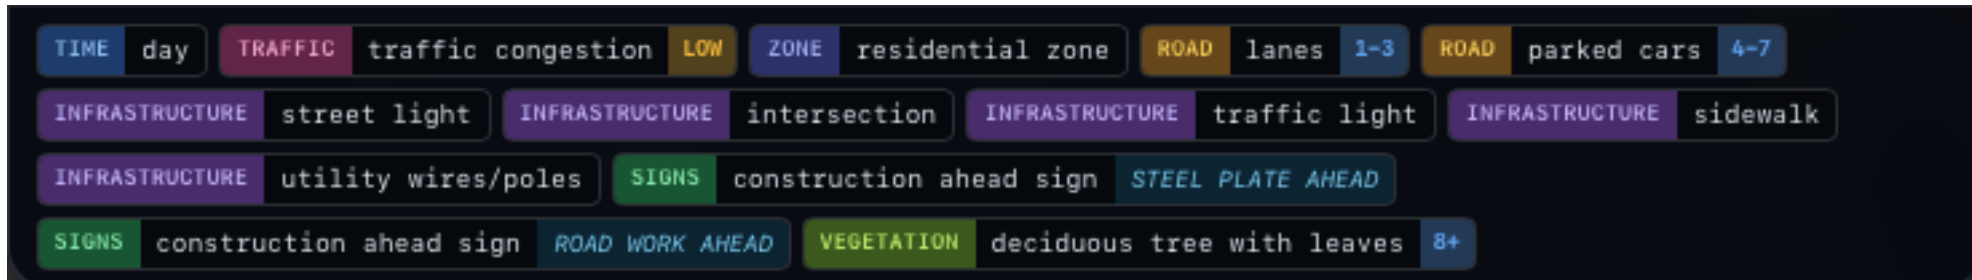 TIME day TRAFFIC traffic congestion LOW ZONE residential zone ROAD lanes 1–3 ROAD parked cars 4–7
INFRASTRUCTURE street light INFRASTRUCTURE intersection INFRASTRUCTURE traffic light INFRASTRUCTURE sidewalk
INFRASTRUCTURE utility wires/poles SIGNS construction ahead sign STEEL PLATE AHEAD
SIGNS construction ahead sign ROAD WORK AHEAD VEGETATION deciduous tree with leaves 8+